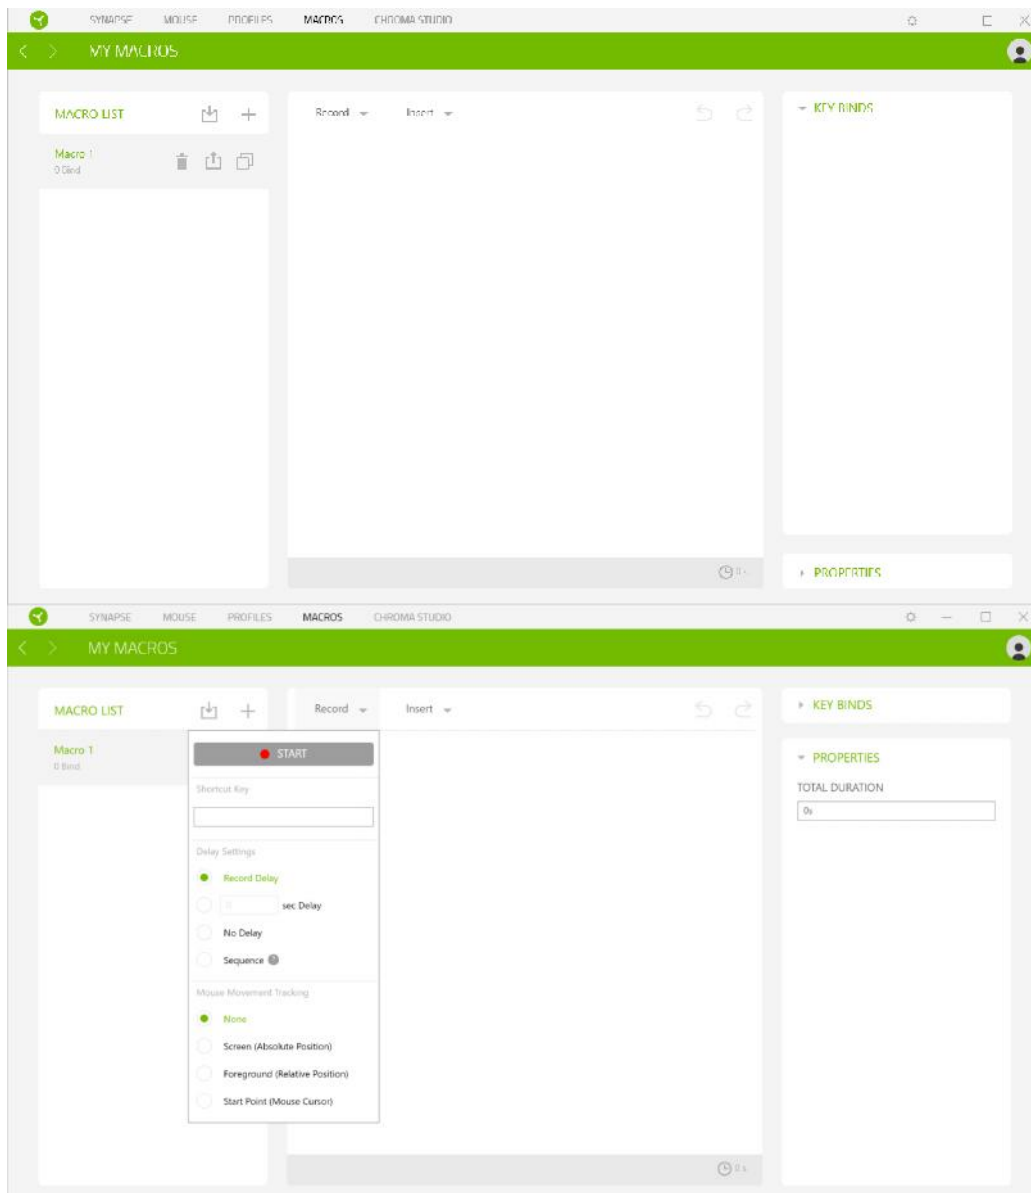 SYNAPSE MOUSE PROFILES MACROS CHROMA STUDIO
MY MACROS
MACRO LIST
Record Insert
KEY BINDS
Macro 1
0 Bind
PROPERTIES
SYNAPSE MOUSE PROFILES MACROS CHROMA STUDIO
MY MACROS
MACRO LIST
Record Insert
KEY BINDS
Macro 1
0 Bind
START
Shortcut Key
Delay Settings
Record Delay
0 sec Delay
No Delay
Sequence ?
Mouse Movement Tracking
None
Screen (Absolute Position)
Foreground (Relative Position)
Start Point (Mouse Cursor)
PROPERTIES
TOTAL DURATION
0s
0 s